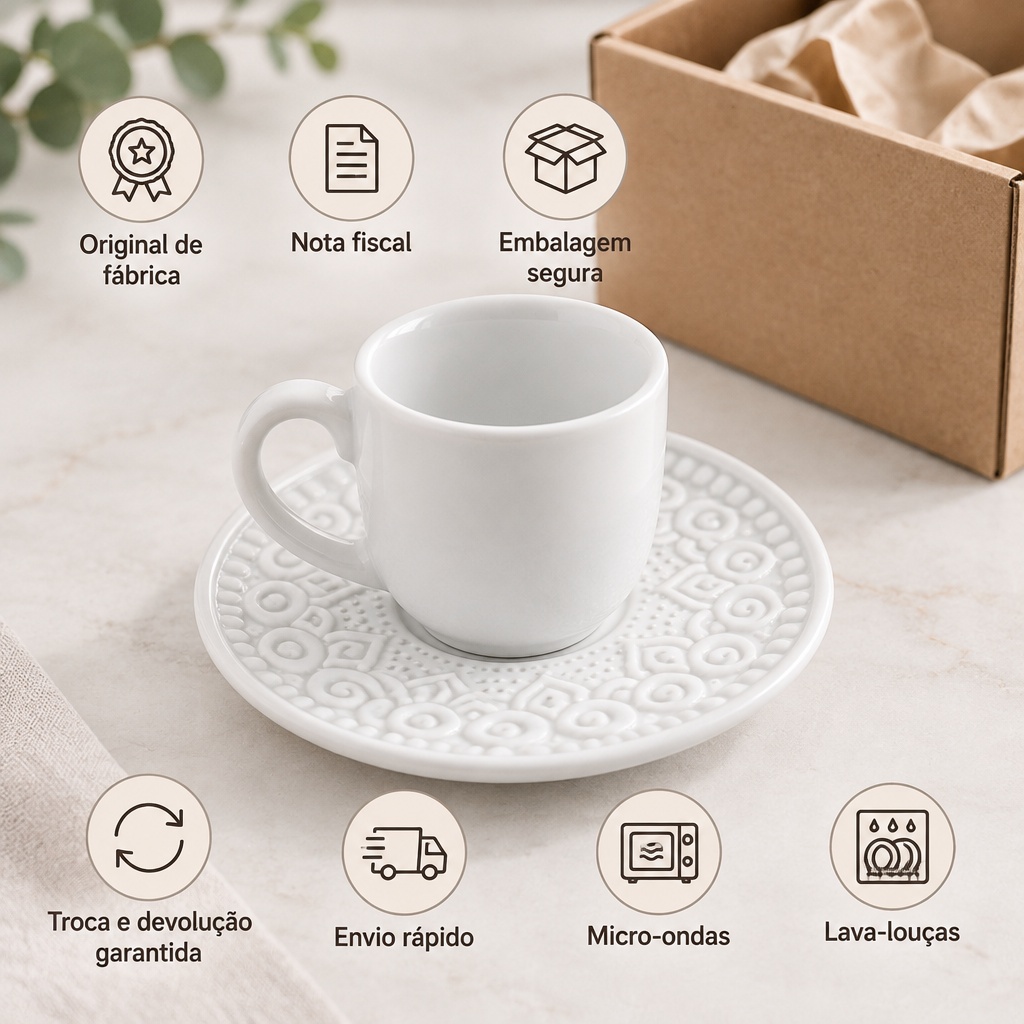 Original de
fábrica
Nota fiscal
Embalagem
segura
Troca e devolução
garantida
Envio rápido
Micro-ondas
Lava-louças